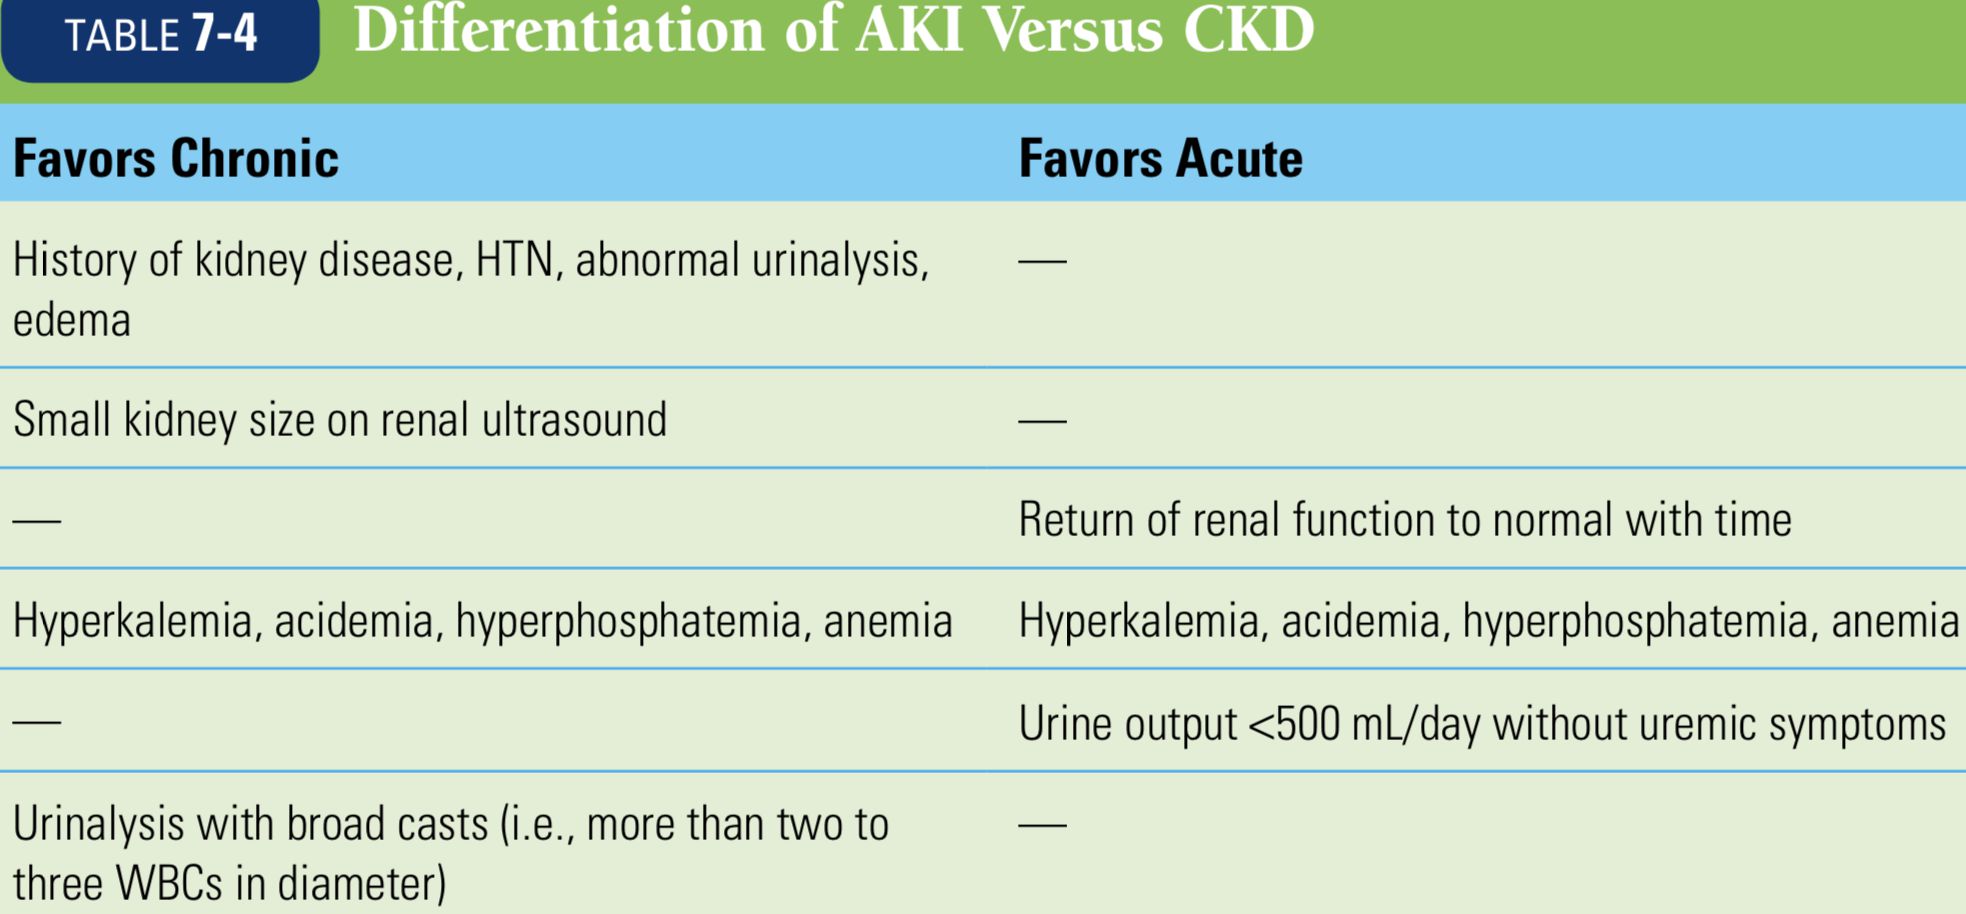 TABLE 7-4 Differentiation of AKI Versus CKD
Favors Chronic Favors Acute
History of kidney disease, HTN, abnormal urinalysis, —
edema
Small kidney size on renal ultrasound —
— Return of renal function to normal with time
Hyperkalemia, acidemia, hyperphosphatemia, anemia Hyperkalemia, acidemia, hyperphosphatemia, anemia
— Urine output <500 mL/day without uremic symptoms
Urinalysis with broad casts (i.e., more than two to —
three WBCs in diameter)